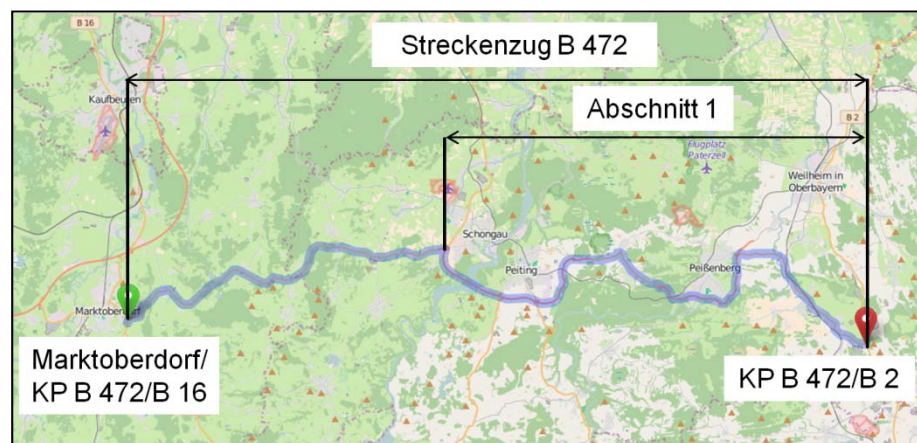 B 16
Streckenzug B 472
Kaufbeuren
Abschnitt 1
B 2
Flugplatz
Paterzell
Weilheim in
Oberbayern
Schongau
Peiting
Peißenberg
Marktoberdorf
Marktoberdorf/
KP B 472/B 16
KP B 472/B 2